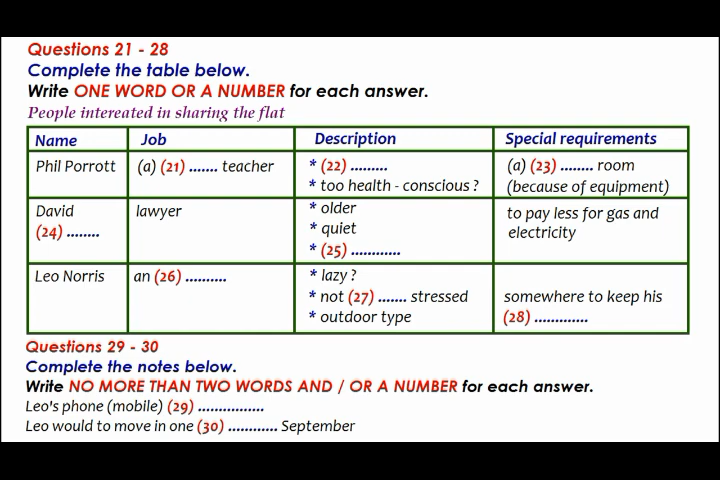 Questions 21 - 28
Complete the table below.
Write ONE WORD OR A NUMBER for each answer.
People intereated in sharing the flat
Name Job Description Special requirements
Phil Porrott (a) (21) ....... teacher * (22) ......... (a) (23) ........ room
* too health - conscious ? (because of equipment)
David lawyer * older to pay less for gas and
(24) ........ * quiet electricity
* (25) ............
Leo Norris an (26) .......... * lazy ?
* not (27) ....... stressed somewhere to keep his
* outdoor type (28) .............
Questions 29 - 30
Complete the notes below.
Write NO MORE THAN TWO WORDS AND / OR A NUMBER for each answer.
Leo's phone (mobile) (29) ................
Leo would to move in one (30) ............ September